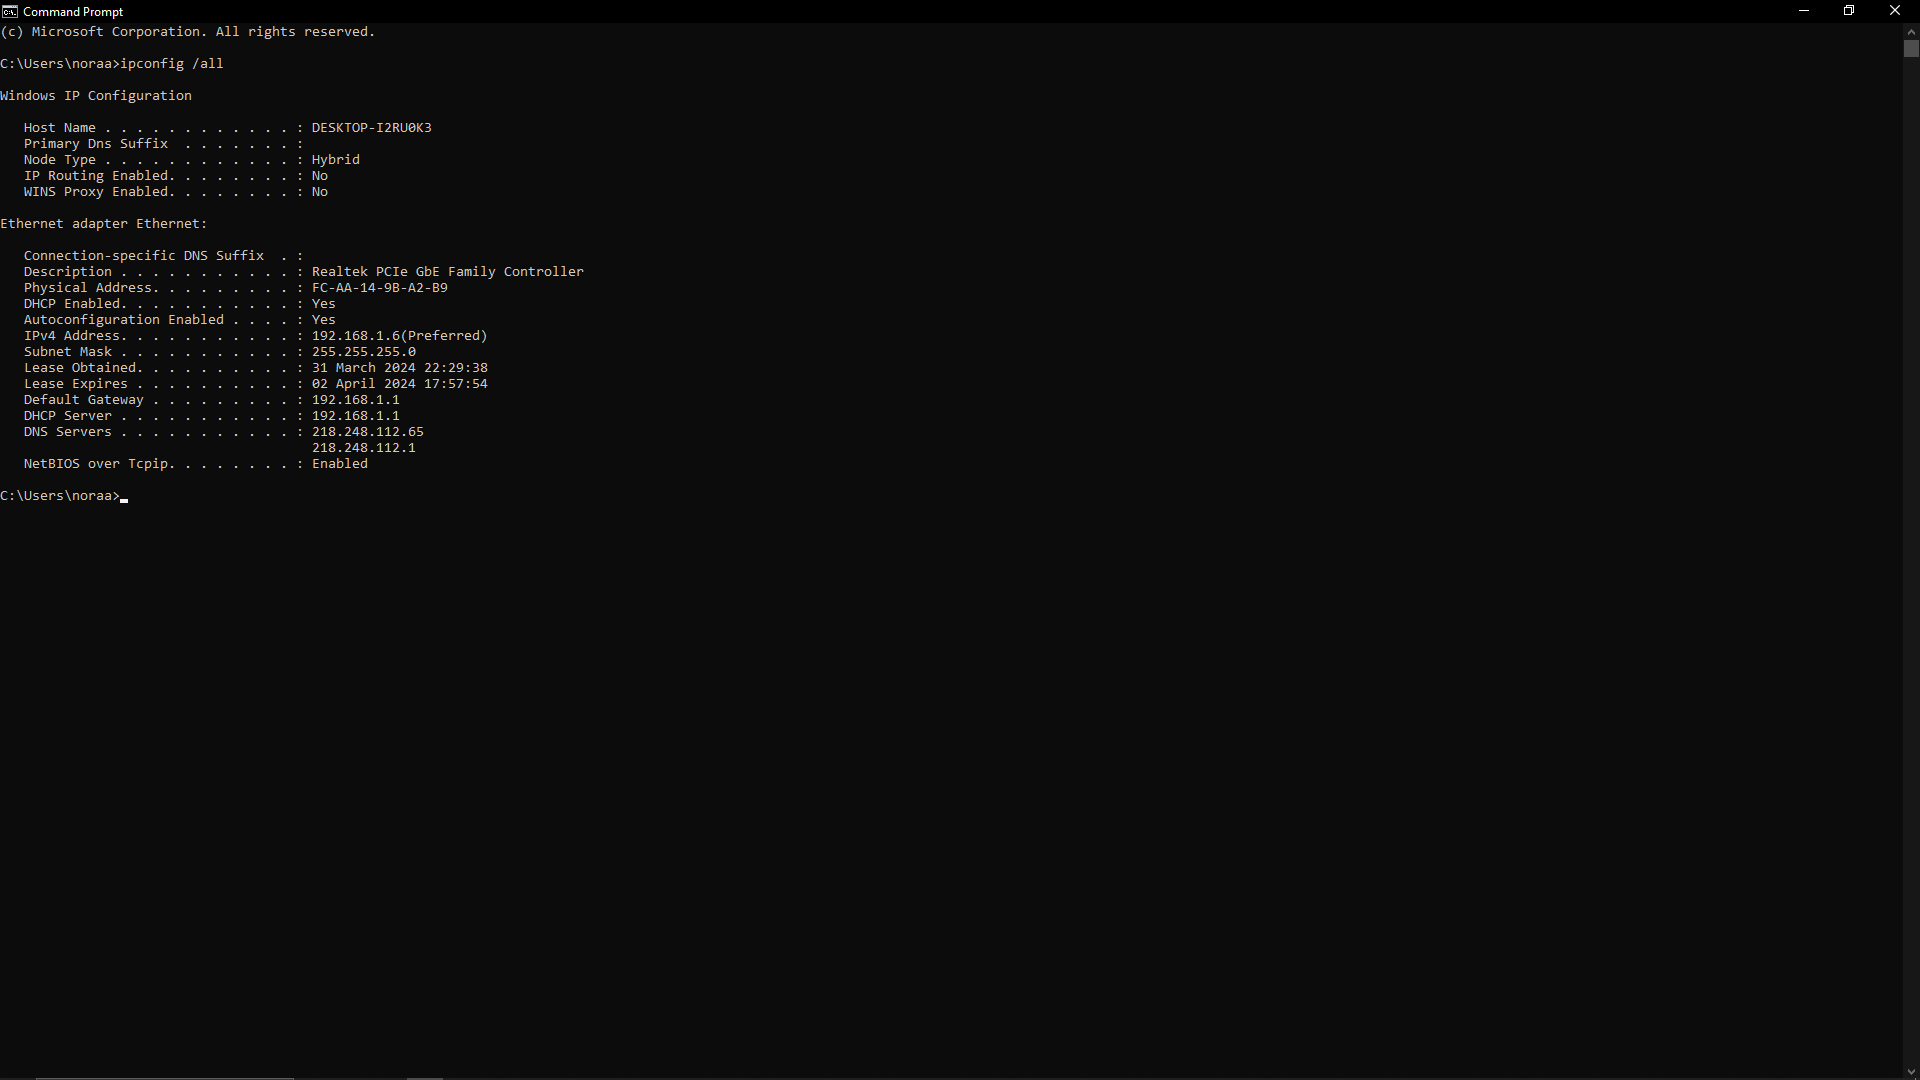 Command Prompt
(c) Microsoft Corporation. All rights reserved.
C:\Users\noraa>ipconfig /all
Windows IP Configuration
   Host Name . . . . . . . . . . . . : DESKTOP-I2RU0K3
   Primary Dns Suffix  . . . . . . . :
   Node Type . . . . . . . . . . . . : Hybrid
   IP Routing Enabled. . . . . . . . : No
   WINS Proxy Enabled. . . . . . . . : No
Ethernet adapter Ethernet:
   Connection-specific DNS Suffix  . :
   Description . . . . . . . . . . . : Realtek PCIe GbE Family Controller
   Physical Address. . . . . . . . . : FC-AA-14-9B-A2-B9
   DHCP Enabled. . . . . . . . . . . : Yes
   Autoconfiguration Enabled . . . . : Yes
   IPv4 Address. . . . . . . . . . . : 192.168.1.6(Preferred)
   Subnet Mask . . . . . . . . . . . : 255.255.255.0
   Lease Obtained. . . . . . . . . . : 31 March 2024 22:29:38
   Lease Expires . . . . . . . . . . : 02 April 2024 17:57:54
   Default Gateway . . . . . . . . . : 192.168.1.1
   DHCP Server . . . . . . . . . . . : 192.168.1.1
   DNS Servers . . . . . . . . . . . : 218.248.112.65
                                       218.248.112.1
   NetBIOS over Tcpip. . . . . . . . : Enabled
C:\Users\noraa>